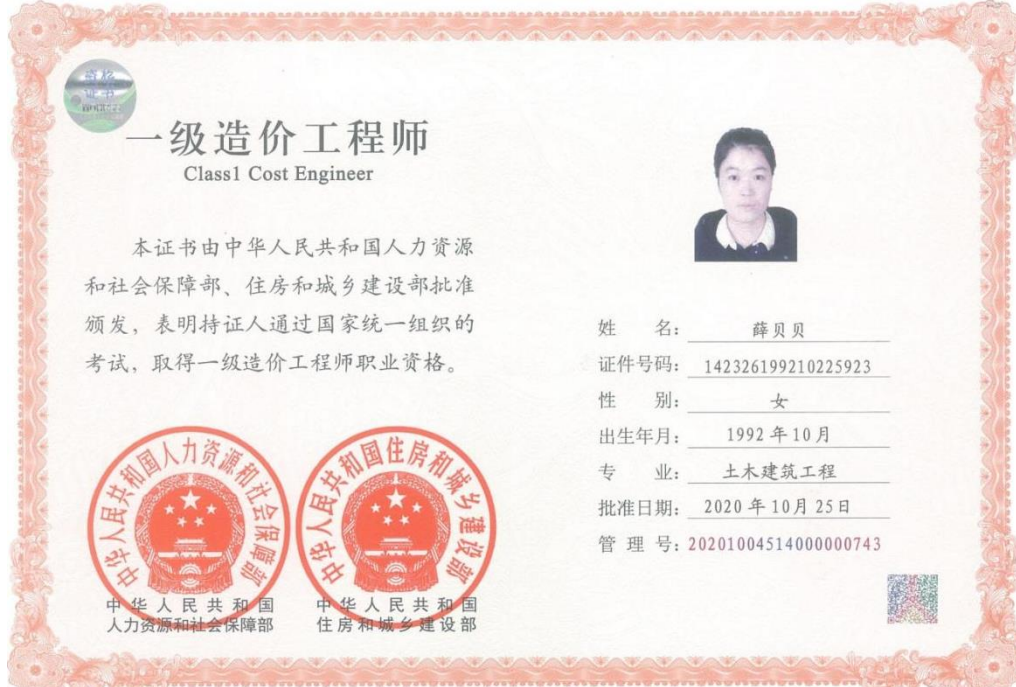 资格
证书
一级造价工程师
Class1 Cost Engineer
本证书由中华人民共和国人力资源
和社会保障部、住房和城乡建设部批准
颁发，表明持证人通过国家统一组织的
考试，取得一级造价工程师职业资格。
中华人民共和国人力资源和社会保障部
中华人民共和国
人力资源和社会保障部
中华人民共和国住房和城乡建设部
中华人民共和国
住房和城乡建设部
姓 名： 薛贝贝
证件号码： 142326199210225923
性 别： 女
出生年月： 1992年10月
专 业： 土木建筑工程
批准日期： 2020年10月25日
管 理 号：20201004514000000743